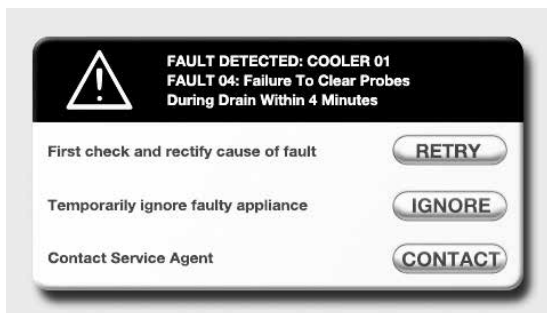 FAULT DETECTED: COOLER 01
FAULT 04: Failure To Clear Probes
During Drain Within 4 Minutes
First check and rectify cause of fault
RETRY
Temporarily ignore faulty appliance
IGNORE
Contact Service Agent
CONTACT